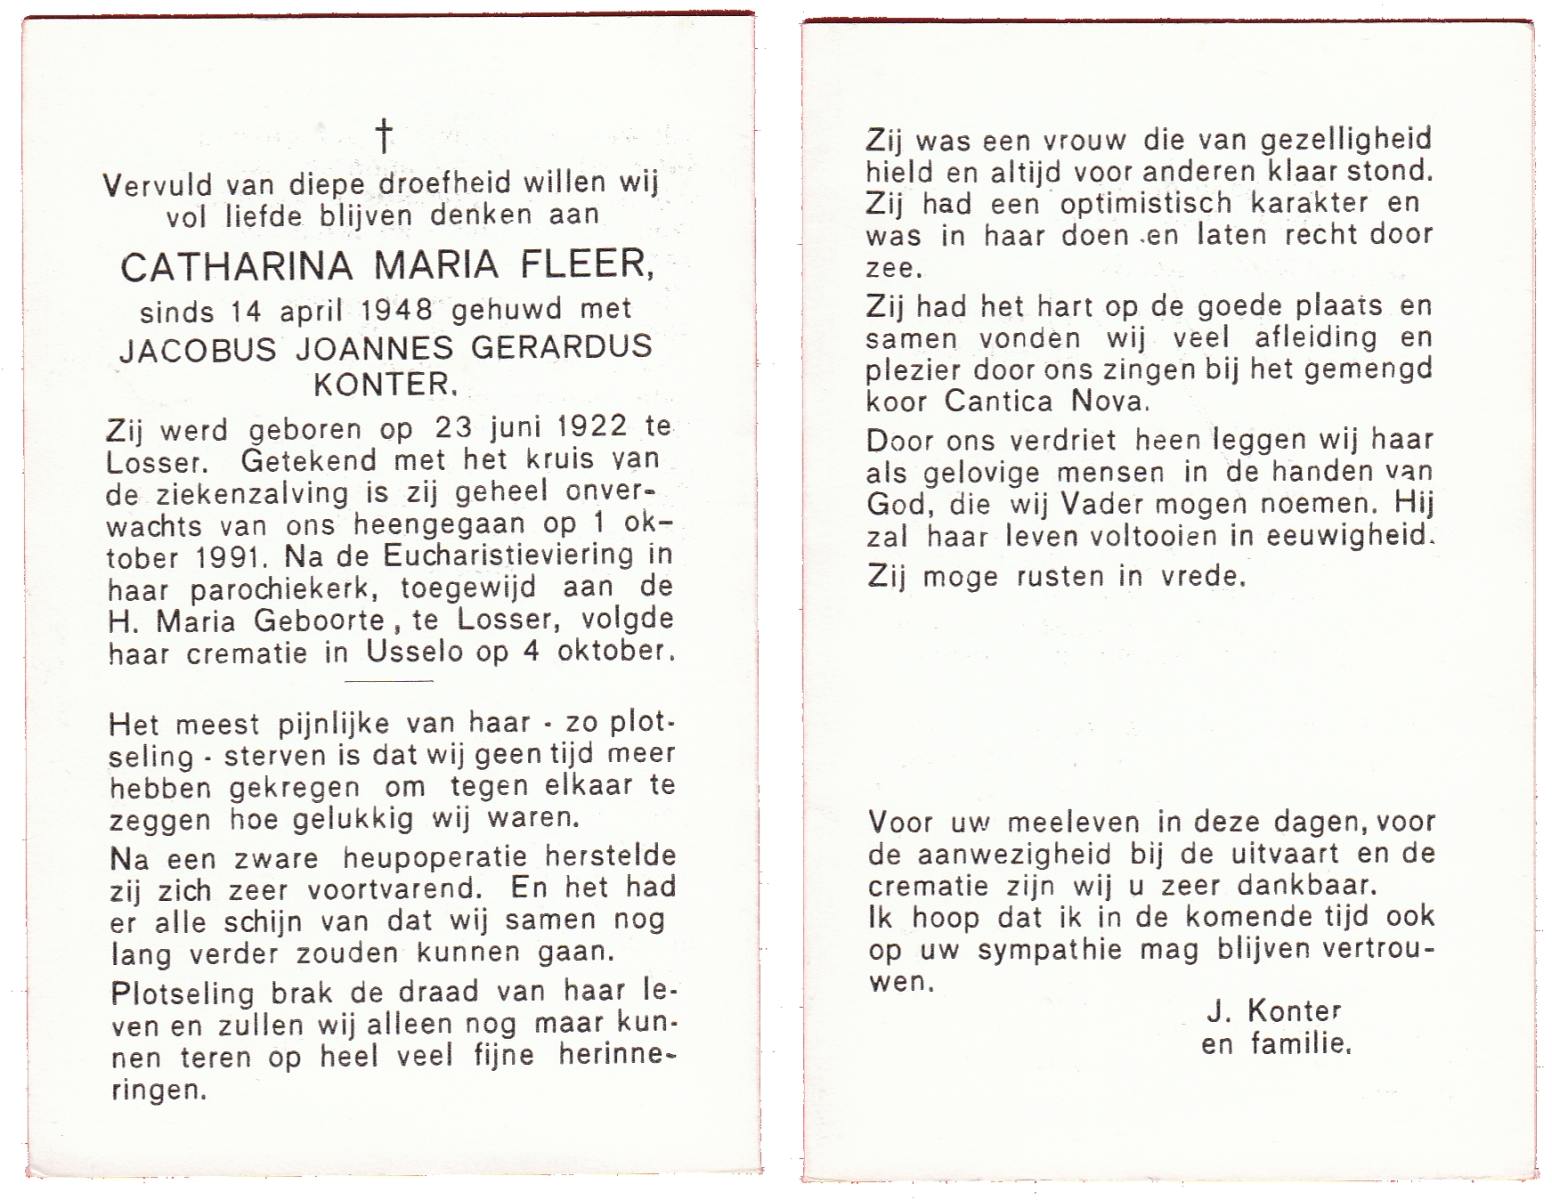 †
Vervuld van diepe droefheid willen wij
vol liefde blijven denken aan
CATHARINA MARIA FLEER,
sinds 14 april 1948 gehuwd met
JACOBUS JOANNES GERARDUS
KONTER.
Zij werd geboren op 23 juni 1922 te
Losser. Getekend met het kruis van
de ziekenzalving is zij geheel onver-
wachts van ons heengegaan op 1 ok-
tober 1991. Na de Eucharistieviering in
haar parochiekerk, toegewijd aan de
H. Maria Geboorte, te Losser, volgde
haar crematie in Usselo op 4 oktober.
Het meest pijnlijke van haar - zo plot-
seling - sterven is dat wij geen tijd meer
hebben gekregen om tegen elkaar te
zeggen hoe gelukkig wij waren.
Na een zware heupoperatie herstelde
zij zich zeer voortvarend. En het had
er alle schijn van dat wij samen nog
lang verder zouden kunnen gaan.
Plotseling brak de draad van haar le-
ven en zullen wij alleen nog maar kun-
nen teren op heel veel fijne herinne-
ringen.
Zij was een vrouw die van gezelligheid
hield en altijd voor anderen klaar stond.
Zij had een optimistisch karakter en
was in haar doen en laten recht door
zee.
Zij had het hart op de goede plaats en
samen vonden wij veel afleiding en
plezier door ons zingen bij het gemengd
koor Cantica Nova.
Door ons verdriet heen leggen wij haar
als gelovige mensen in de handen van
God, die wij Vader mogen noemen. Hij
zal haar leven voltooien in eeuwigheid.
Zij moge rusten in vrede.
Voor uw meeleven in deze dagen, voor
de aanwezigheid bij de uitvaart en de
crematie zijn wij u zeer dankbaar.
Ik hoop dat ik in de komende tijd ook
op uw sympathie mag blijven vertrou-
wen.
J. Konter
en familie.